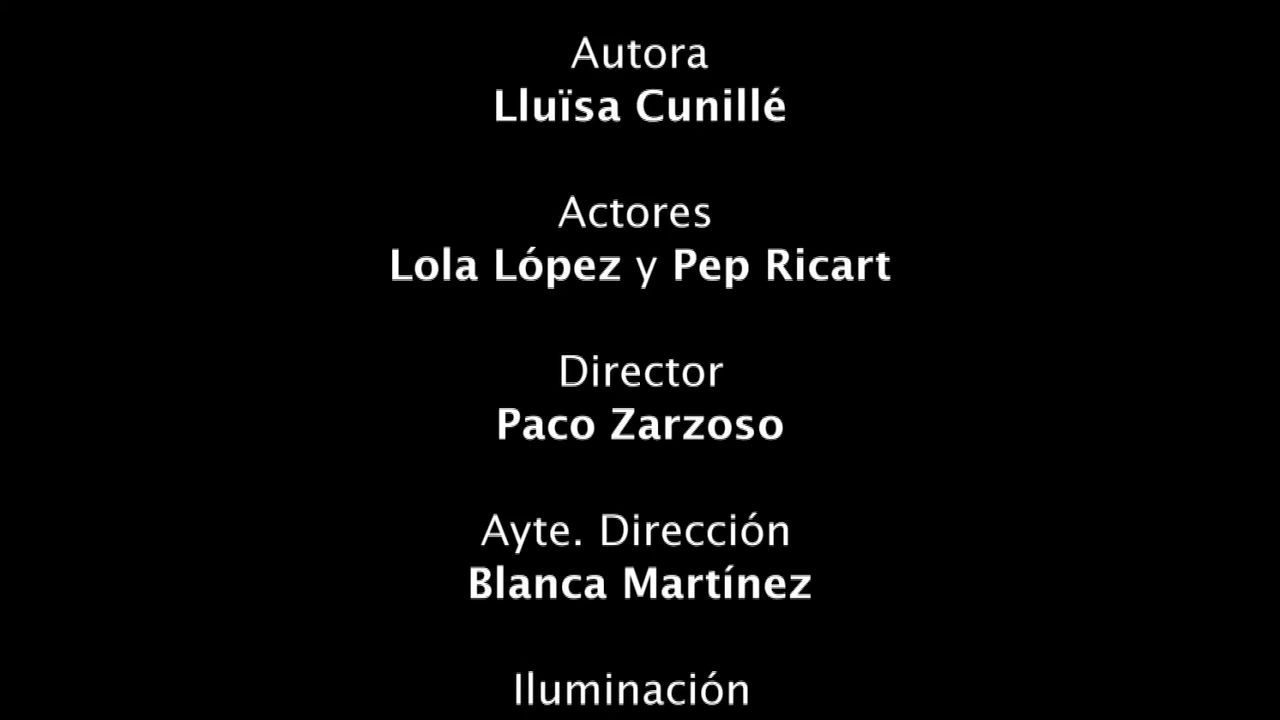 Autora
Lluïsa Cunillé
Actores
Lola López y Pep Ricart
Director
Paco Zarzoso
Ayte. Dirección
Blanca Martínez
Iluminación